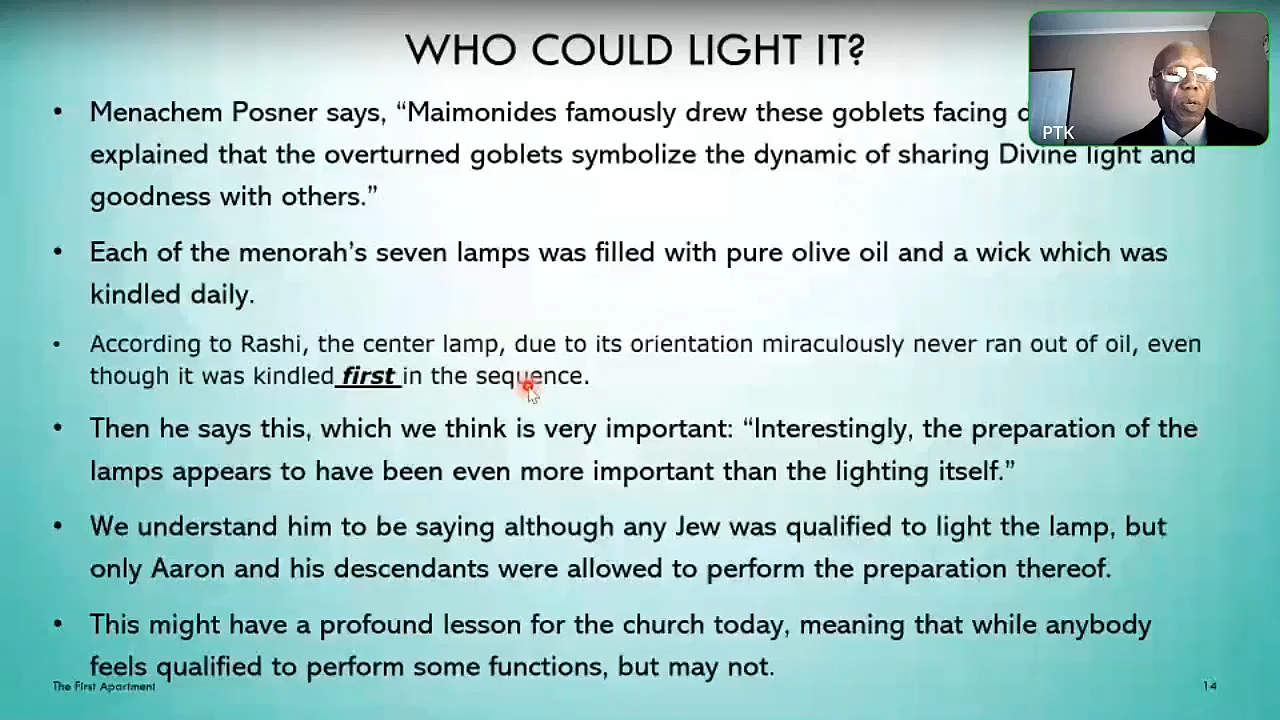 WHO COULD LIGHT IT?
PTK
• Menachem Posner says, “Maimonides famously drew these goblets facing
explained that the overturned goblets symbolize the dynamic of sharing Divine light and
goodness with others.”
• Each of the menorah’s seven lamps was filled with pure olive oil and a wick which was
kindled daily.
• According to Rashi, the center lamp, due to its orientation miraculously never ran out of oil, even
though it was kindled first in the sequence.
• Then he says this, which we think is very important: “Interestingly, the preparation of the
lamps appears to have been even more important than the lighting itself.”
• We understand him to be saying although any Jew was qualified to light the lamp, but
only Aaron and his descendants were allowed to perform the preparation thereof.
• This might have a profound lesson for the church today, meaning that while anybody
feels qualified to perform some functions, but may not.
The First Apartment
14